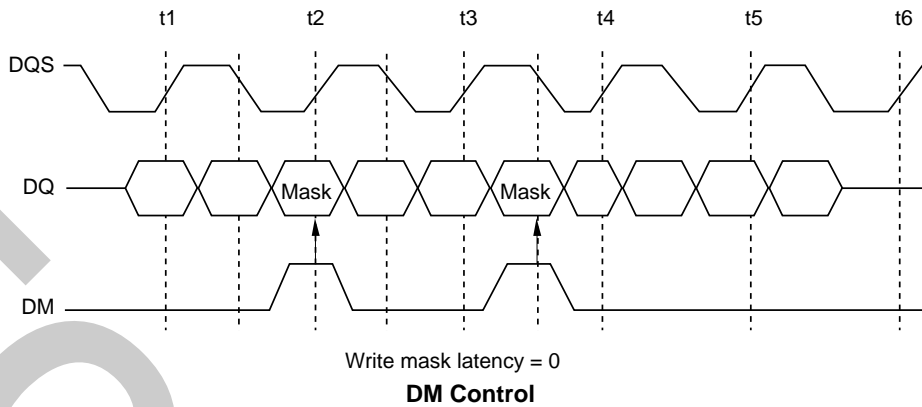 t1 t2 t3 t4 t5 t6
DQS
DQ Mask Mask
DM
Write mask latency = 0
DM Control